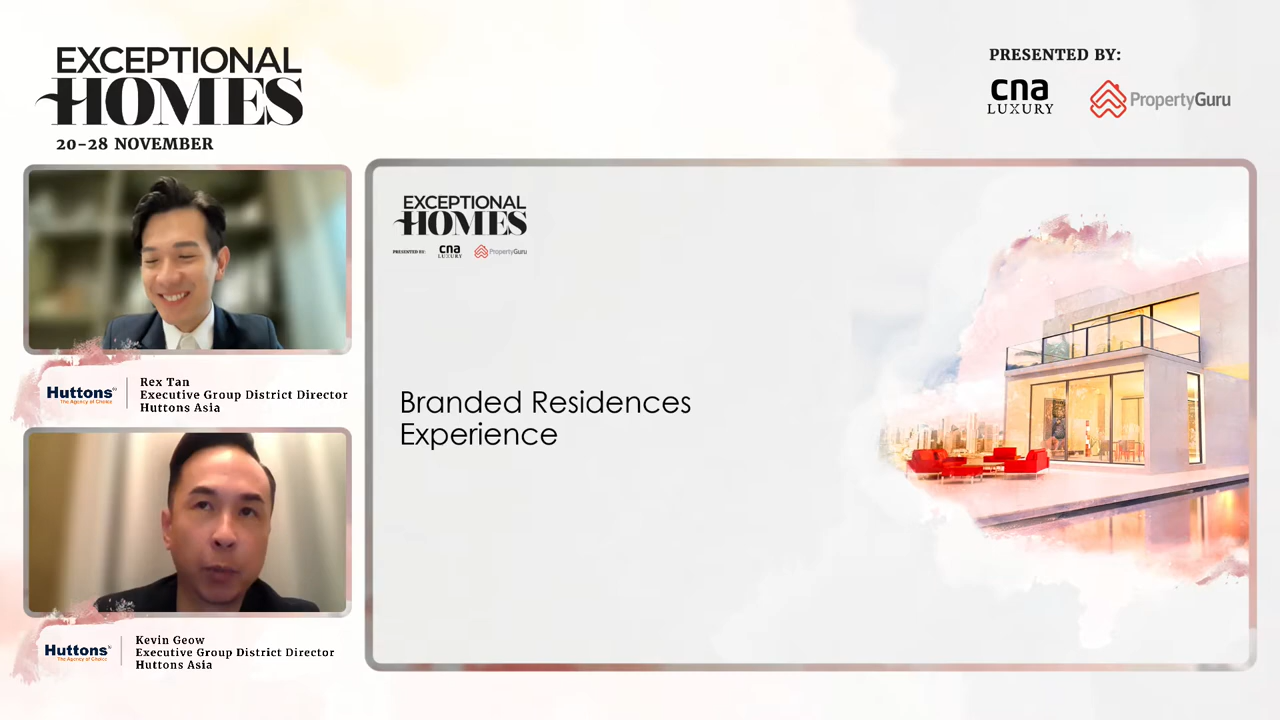 EXCEPTIONAL
HOMES
20-28 NOVEMBER
PRESENTED BY:
cna
LUXURY
PropertyGuru
Huttons®
The Agency of Choice
Rex Tan
Executive Group District Director
Huttons Asia
Huttons®
The Agency of Choice
Kevin Geow
Executive Group District Director
Huttons Asia
EXCEPTIONAL
HOMES
PRESENTED BY:
cna
LUXURY
PropertyGuru
Branded Residences
Experience